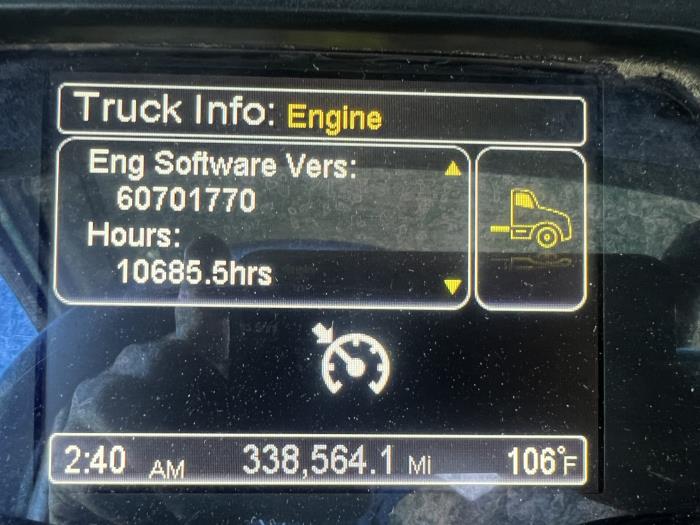 Truck Info: Engine
Eng Software Vers:
60701770
Hours:
10685.5hrs
2:40 AM 338,564.1 Mi 106°F